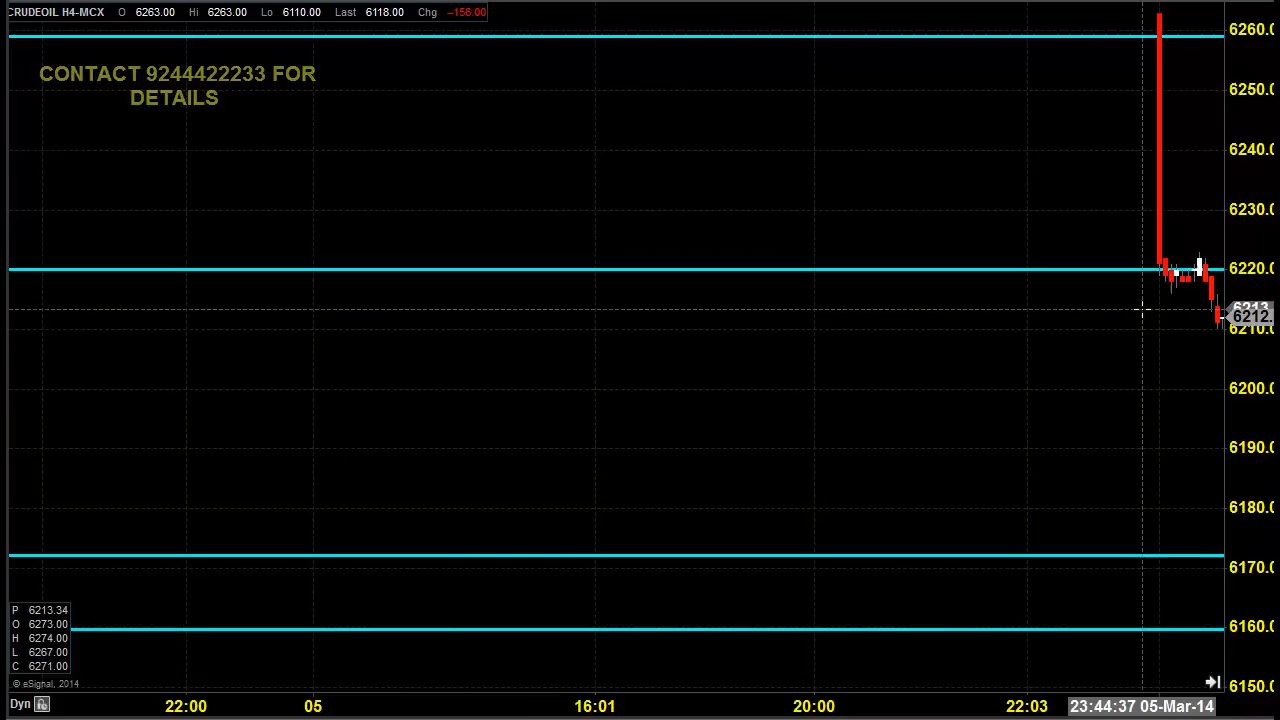 CRUDEOIL H4-MCX O 6263.00 Hi 6263.00 Lo 6110.00 Last 6118.00 Chg -156.00
CONTACT 9244422233 FOR
DETAILS
6260.0
6250.0
6240.0
6230.0
6220.0
6213
6212.
6210.0
6200.0
6190.0
6180.0
6170.0
6160.0
6150.0
P 6213.34
O 6273.00
H 6274.00
L 6267.00
C 6271.00
© eSignal, 2014
Dyn 22:00 05 16:01 20:00 22:03 23:44:37 05-Mar-14